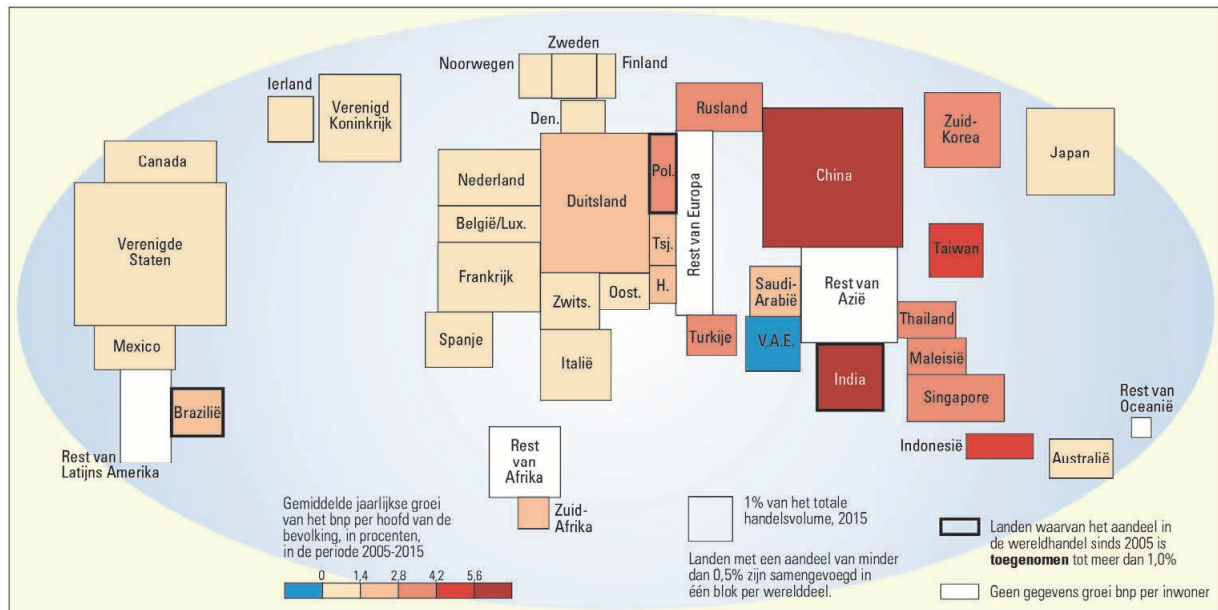 Zweden
Noorwegen
Finland
Ierland
Verenigd
Koninkrijk
Den.
Rusland
Zuid-
Korea
Japan
Canada
Nederland
Duitsland
Pol.
Rest van Europa
China
België/Lux.
Tsj.
Verenigde
Staten
Frankrijk
Zwits.
Oost.
H.
Saudi-
Arabië
Rest van
Azië
Taiwan
Mexico
Spanje
Italië
Turkije
V.A.E.
Thailand
Maleisië
India
Singapore
Brazilië
Rest van
Latijns Amerika
Rest
van
Afrika
Zuid-
Afrika
Indonesië
Australië
Rest van
Oceanië
Gemiddelde jaarlijkse groei
van het bnp per hoofd van de
bevolking, in procenten,
in de periode 2005-2015
0 1,4 2,8 4,2 5,6
1% van het totale
handelsvolume, 2015
Landen met een aandeel van minder
dan 0,5% zijn samengevoegd in
één blok per werelddeel.
Landen waarvan het aandeel in
de wereldhandel sinds 2005 is
toegenomen tot meer dan 1,0%
Geen gegevens groei bnp per inwoner